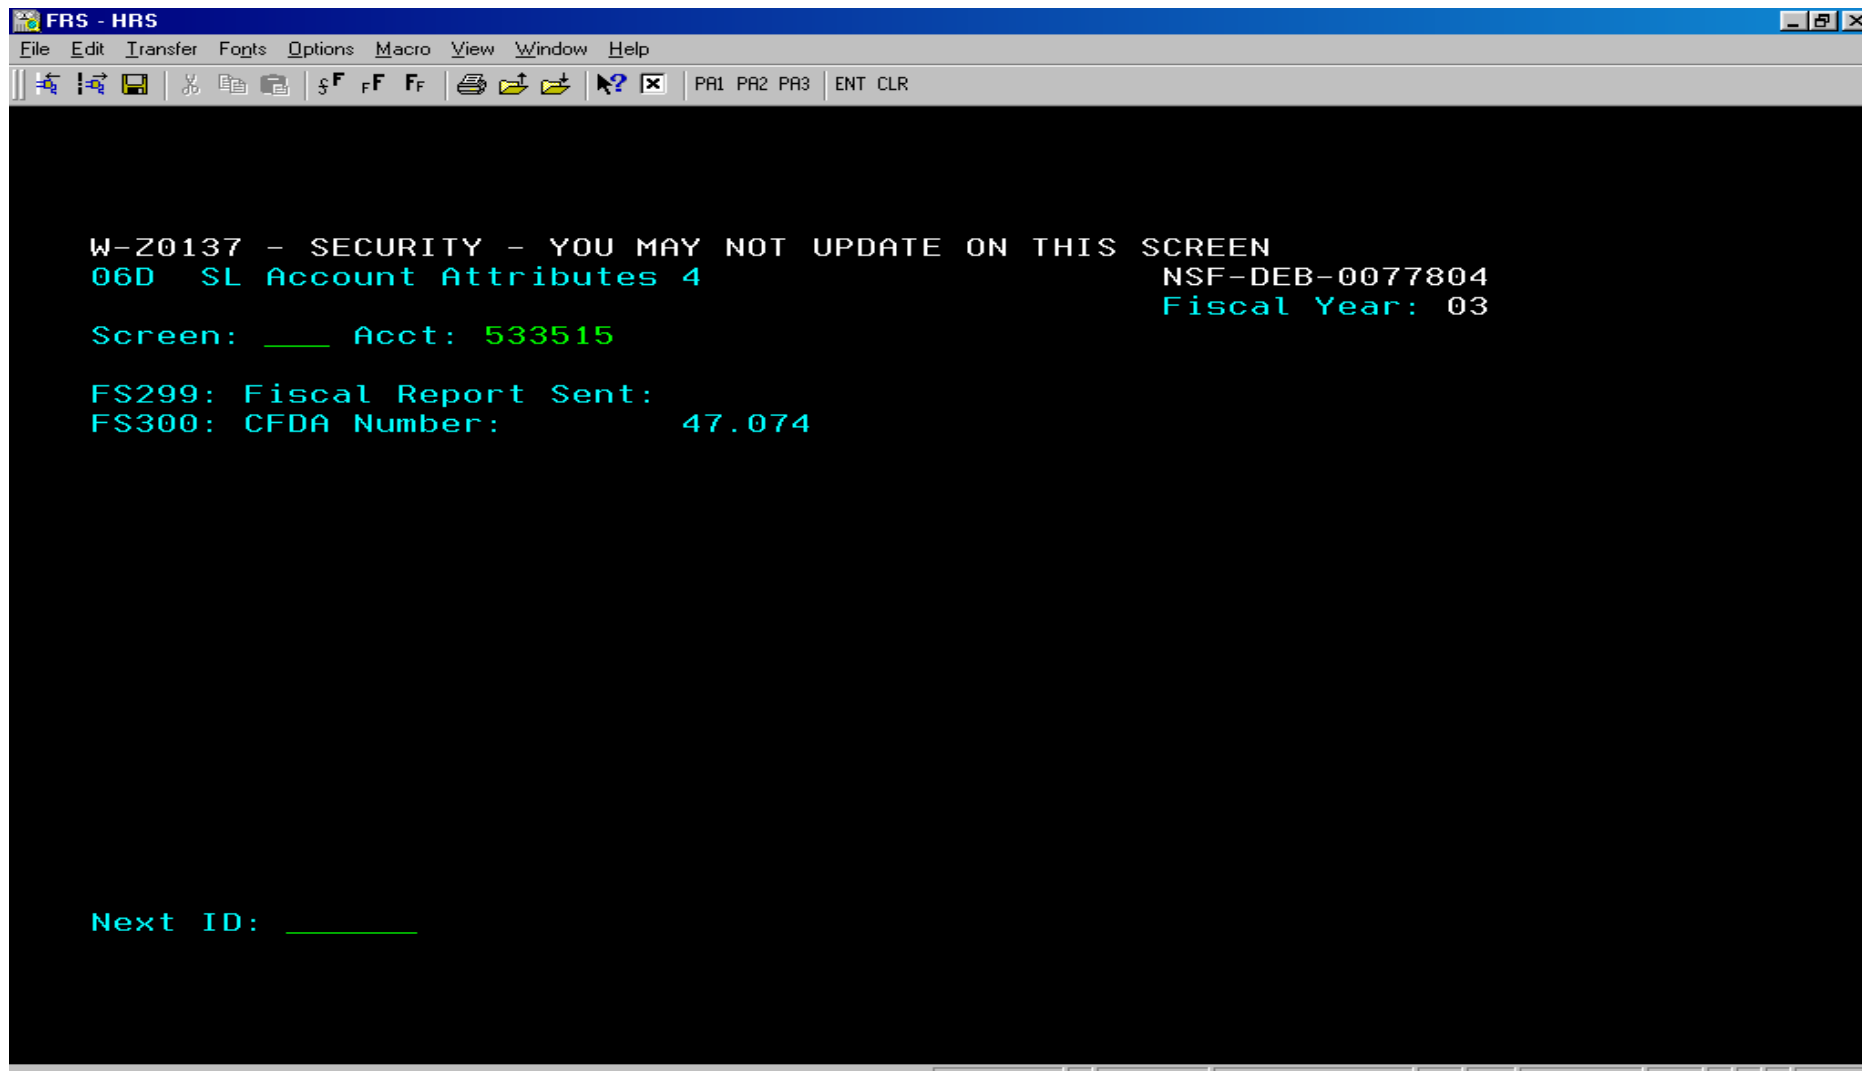 FRS - HRS
File Edit Transfer Fonts Options Macro View Window Help
PA1 PA2 PA3 ENT CLR
W-Z0137 - SECURITY - YOU MAY NOT UPDATE ON THIS SCREEN
06D SL Account Attributes 4 NSF-DEB-0077804
Fiscal Year: 03
Screen: ____ Acct: 533515
FS299: Fiscal Report Sent:
FS300: CFDA Number: 47.074
Next ID: ______